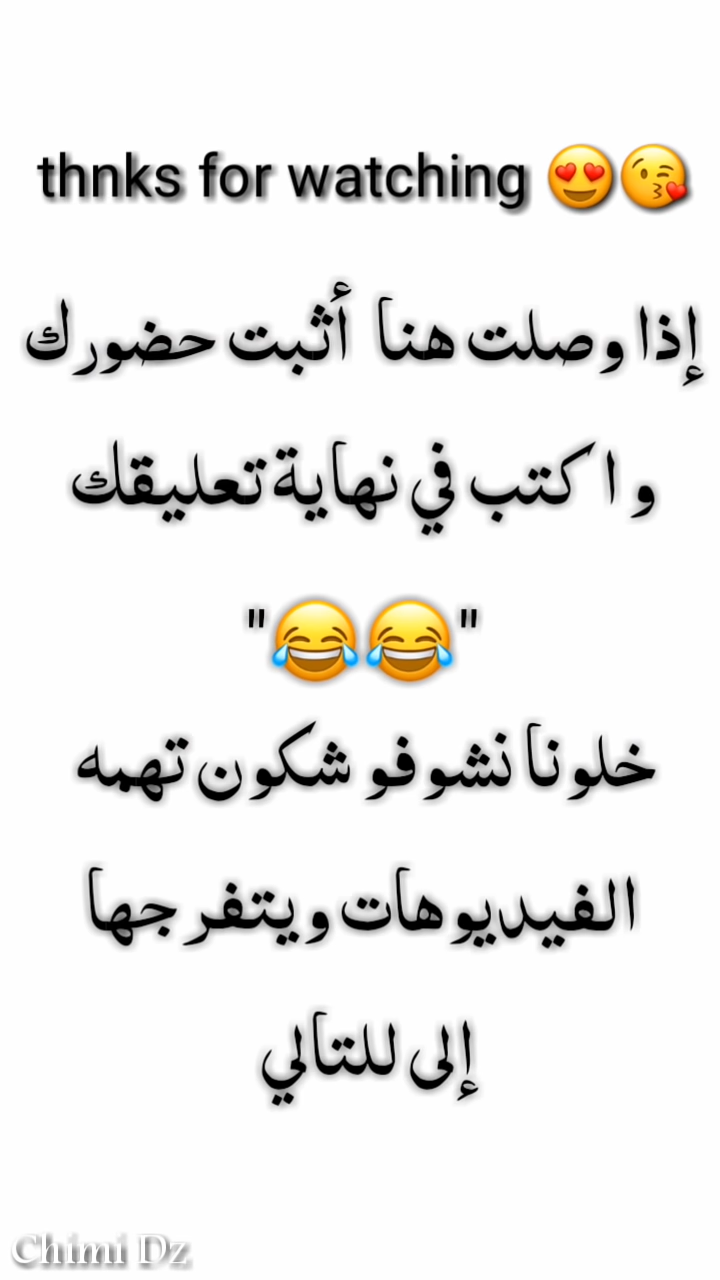 thnks for watching 😍😘
إذا وصلت هنا أثبت حضورك
و اكتب في نهاية تعليقك
"😂😂"
خلونا نشوفو شكون تهمه
الفيديوهات ويتفرجها
إلى للتالي
Chimi Dz